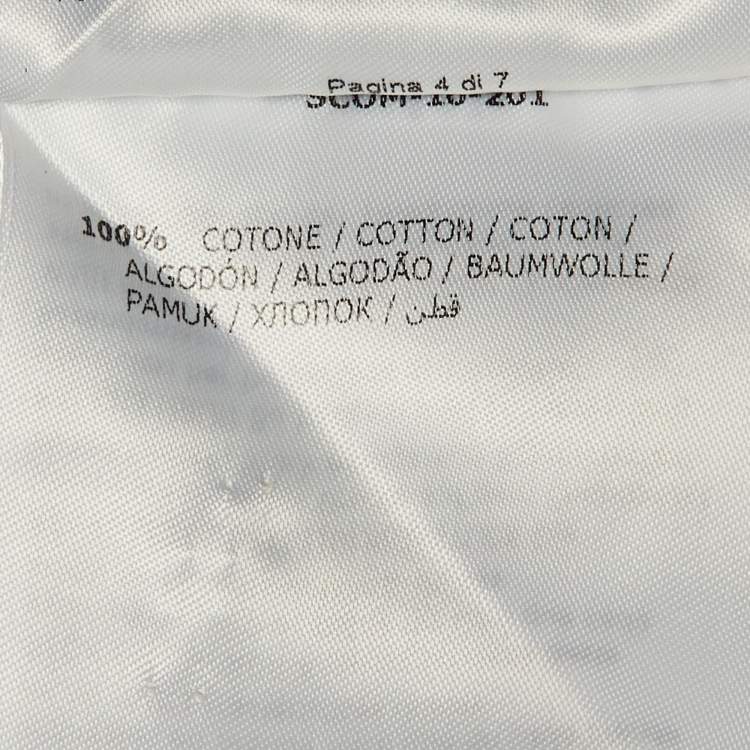 Pagina 4 di 7
100% COTONE / COTTON / COTON /
ALGODÓN / ALGODÃO / BAUMWOLLE /
PAMUK / ХЛОПОК / قطن